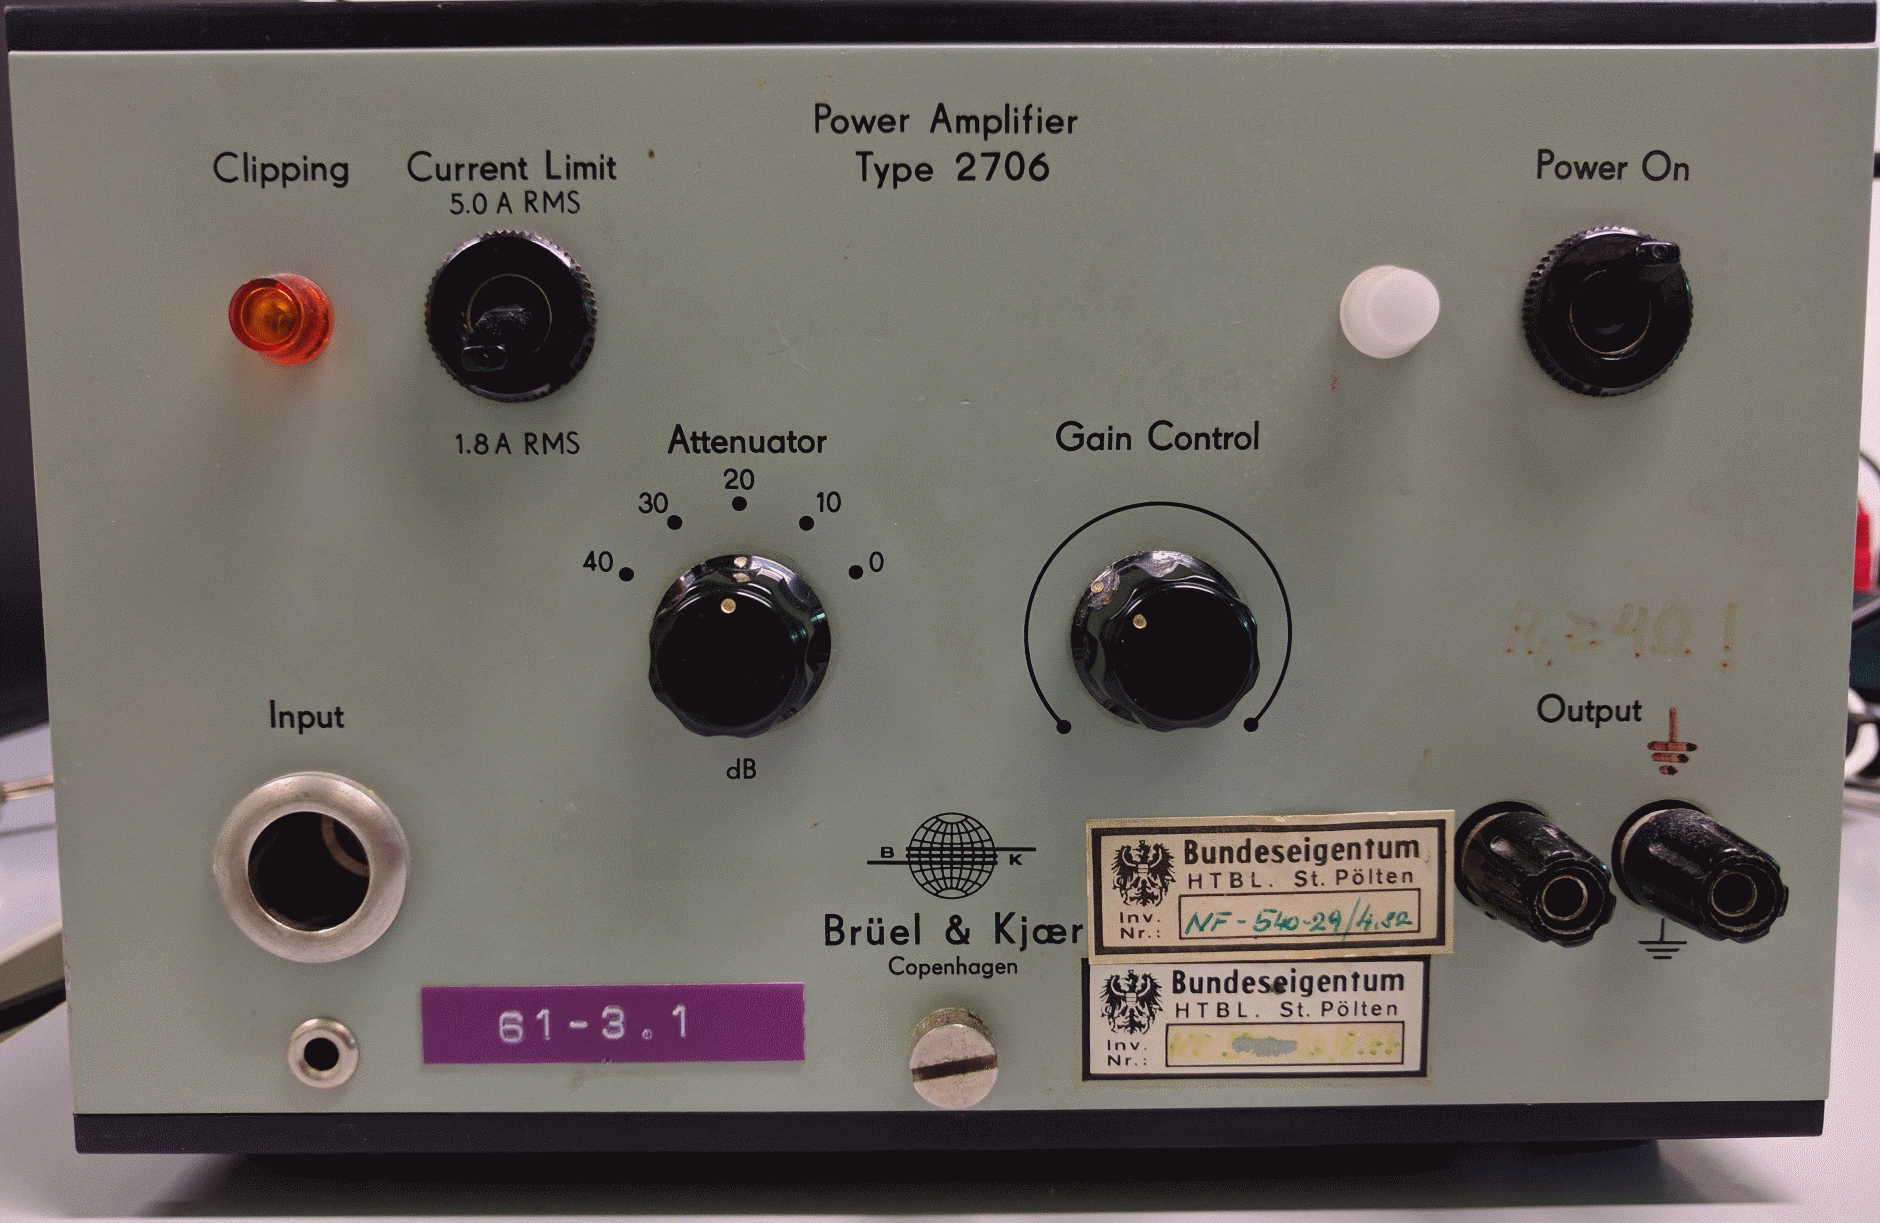 Power Amplifier
Type 2706
Clipping
Current Limit
5.0 A RMS
1.8 A RMS
Power On
Attenuator
40 30 20 10 0
dB
Gain Control
Input
Output
B K
Brüel & Kjær
Copenhagen
Bundeseigentum
HTBL. St. Pölten
Inv. Nr.: NF-540-29/4.82
Bundeseigentum
HTBL. St. Pölten
Inv. Nr.:
61-3.1